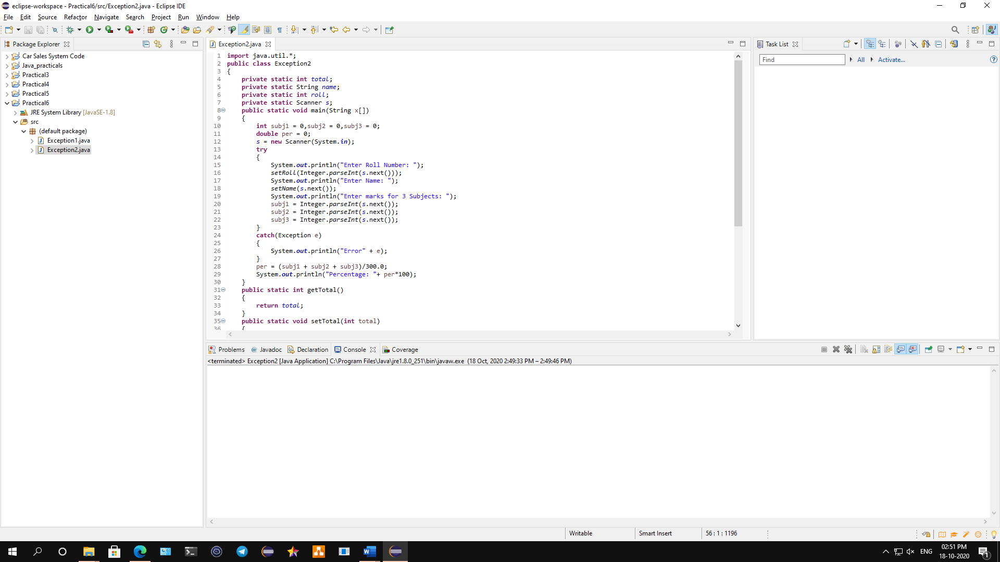 eclipse-workspace - Practical6/src/Exception2.java - Eclipse IDE
File Edit Source Refactor Navigate Search Project Run Window Help
Package Explorer
Car Sales System Code
Java_practicals
Practical3
Practical4
Practical5
Practical6
JRE System Library [JavaSE-1.8]
src
(default package)
Exception1.java
Exception2.java
Exception2.java
1 import java.util.*;
2 public class Exception2
3 {
4 private static int total;
5 private static String name;
6 private static int roll;
7 private static Scanner s;
8 public static void main(String x[])
9 {
10 int subj1 = 0,subj2 = 0,subj3 = 0;
11 double per = 0;
12 s = new Scanner(System.in);
13 try
14 {
15 System.out.println("Enter Roll Number: ");
16 setRoll(Integer.parseInt(s.next()));
17 System.out.println("Enter Name: ");
18 setName(s.next());
19 System.out.println("Enter marks for 3 Subjects: ");
20 subj1 = Integer.parseInt(s.next());
21 subj2 = Integer.parseInt(s.next());
22 subj3 = Integer.parseInt(s.next());
23 }
24 catch(Exception e)
25 {
26 System.out.println("Error" + e);
27 }
28 per = (subj1 + subj2 + subj3)/300.0;
29 System.out.println("Percentage: "+ per*100);
30 }
31 public static int getTotal()
32 {
33 return total;
34 }
35 public static void setTotal(int total)
36 {
Task List
Find All Activate...
Problems @ Javadoc Declaration Console Coverage
<terminated> Exception2 [Java Application] C:\Program Files\Java\jre1.8.0_251\bin\javaw.exe (18 Oct, 2020 2:49:33 PM – 2:49:46 PM)
Writable Smart Insert 56 : 1 : 1196
ENG 02:51 PM
18-10-2020
1